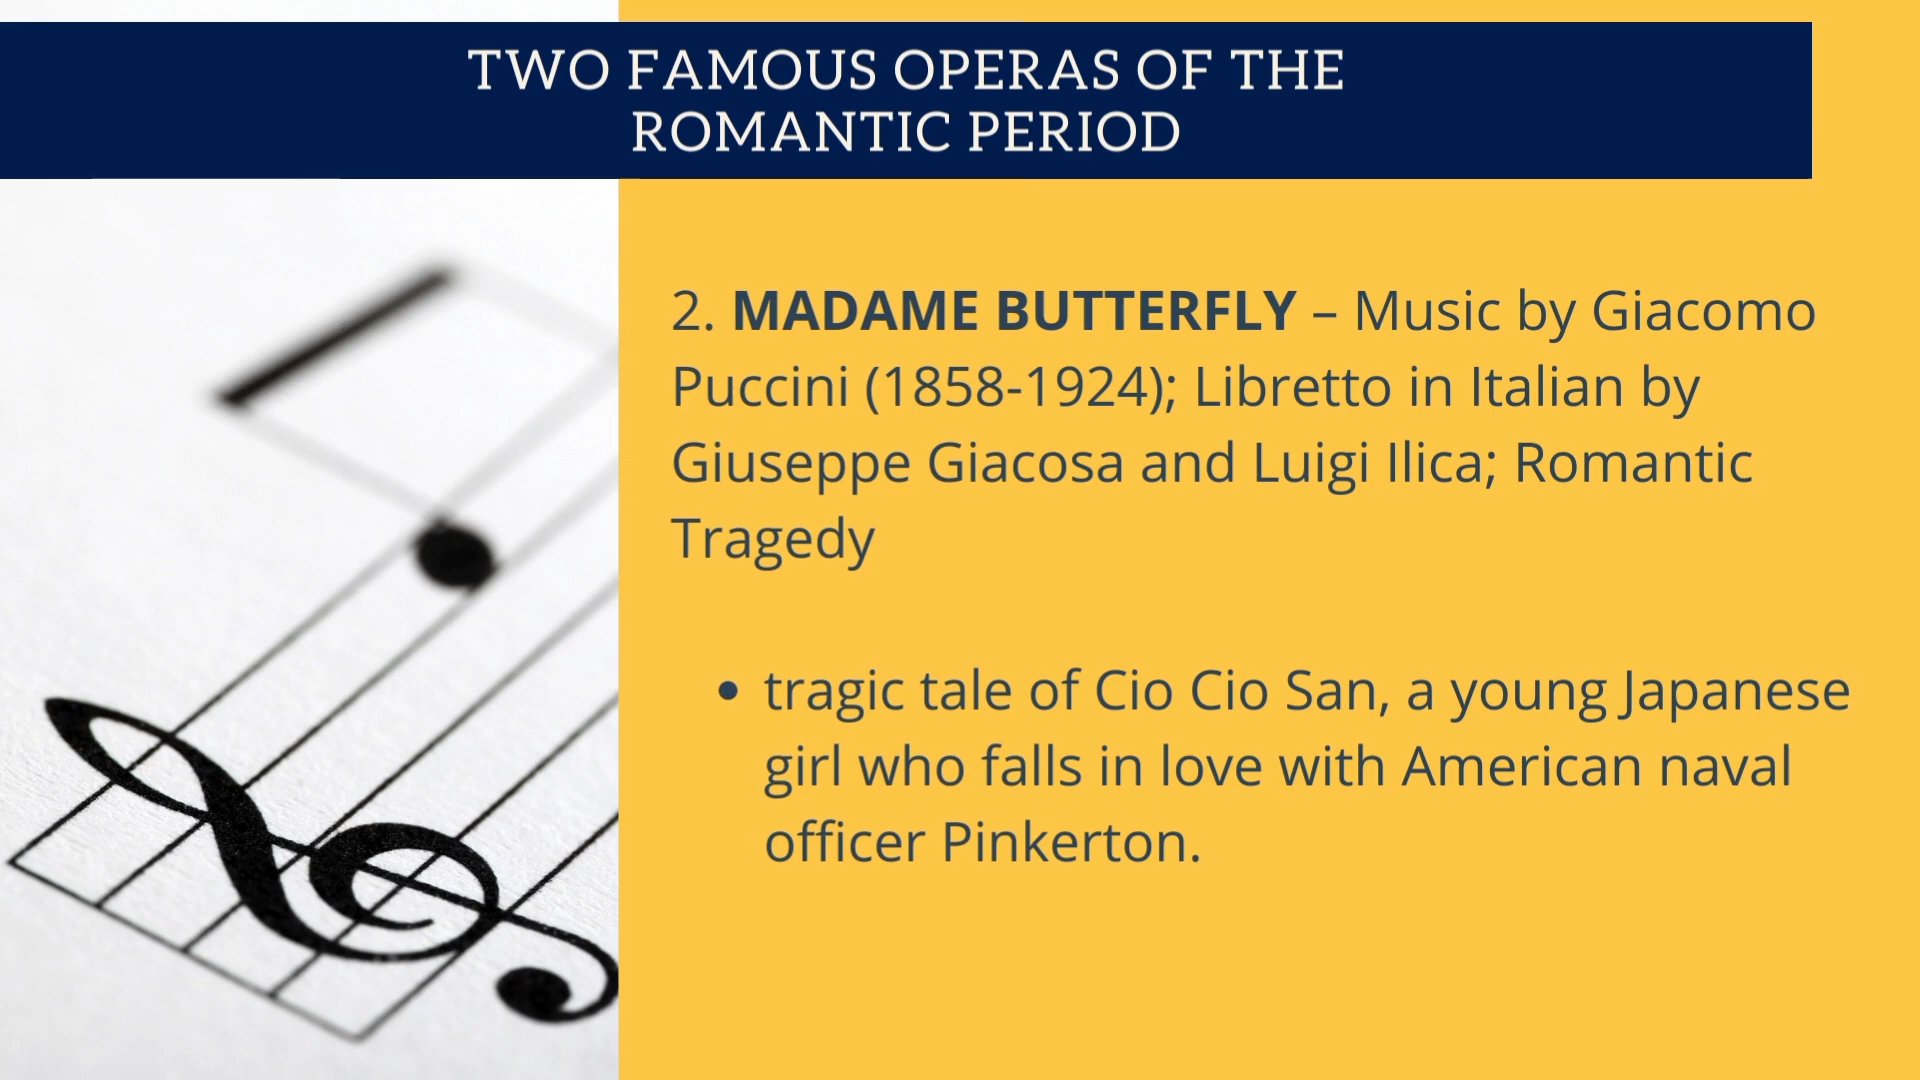 TWO FAMOUS OPERAS OF THE
ROMANTIC PERIOD
2. MADAME BUTTERFLY – Music by Giacomo
Puccini (1858-1924); Libretto in Italian by
Giuseppe Giacosa and Luigi Ilica; Romantic
Tragedy
• tragic tale of Cio Cio San, a young Japanese
girl who falls in love with American naval
officer Pinkerton.